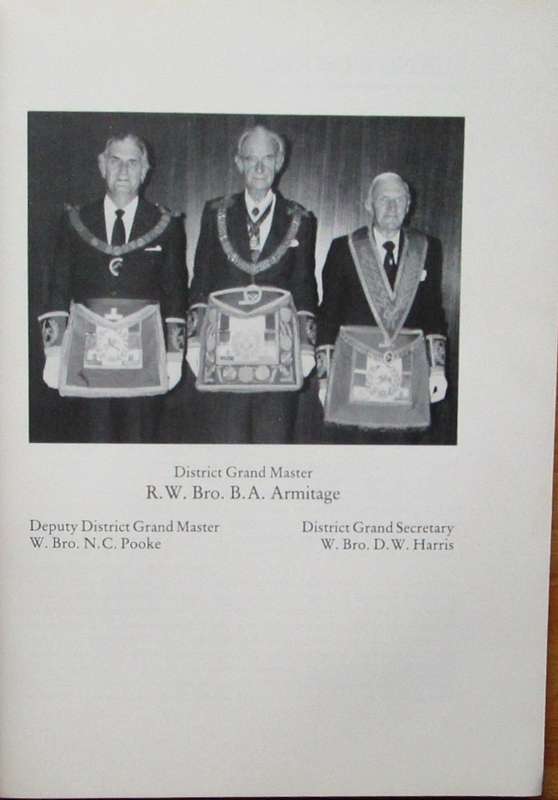 District Grand Master
R.W. Bro. B.A. Armitage
Deputy District Grand Master
W. Bro. N.C. Pooke
District Grand Secretary
W. Bro. D.W. Harris